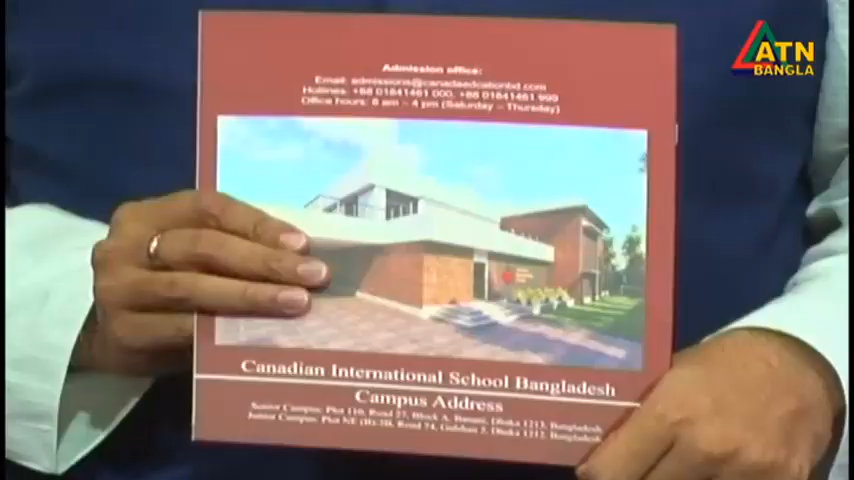 ATN
BANGLA
Admission office:
Email: admissions@canadaedcationbd.com
Hotlines: +88 01841461 000, +88 01841461 999
Office hours: 8 am – 4 pm (Saturday – Thursday)
Canadian International School Bangladesh
Campus Address
Senior Campus: Plot 110, Road 27, Block A, Banani, Dhaka 1213, Bangladesh
Junior Campus: Plot NE Road 74, Gulshan 2, Dhaka 1212, Bangladesh